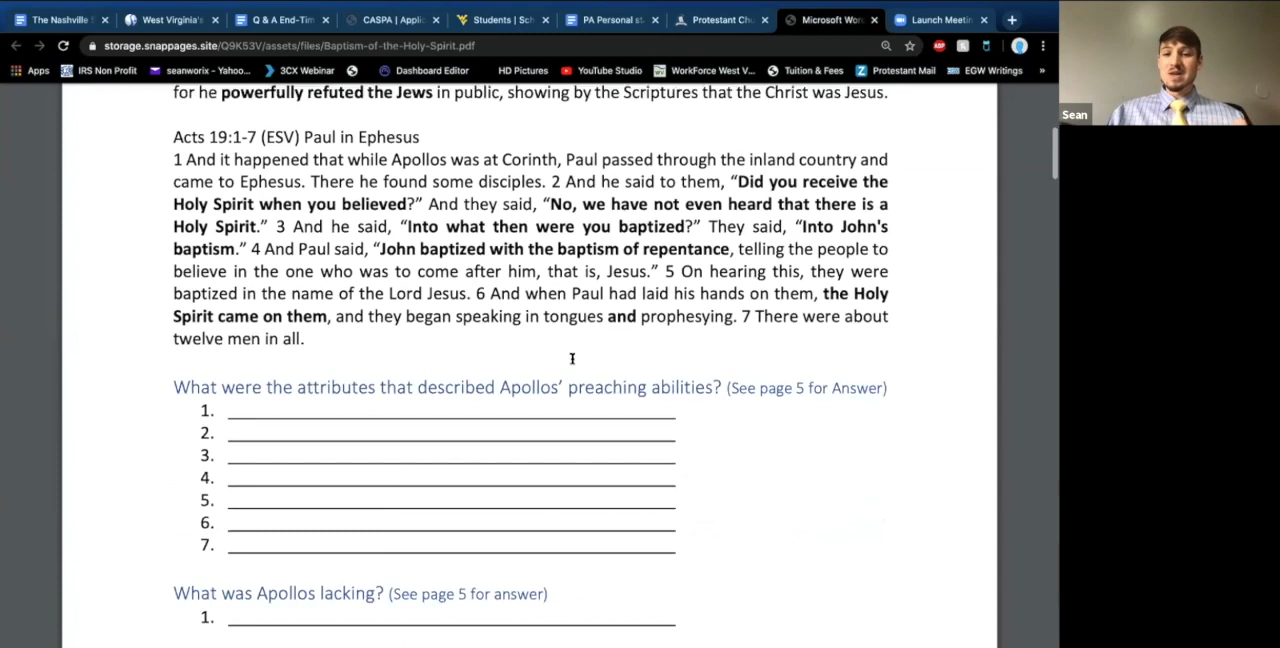 The Nashville
West Virginia's
Q & A End-Tim
CASPA | Applic
Students | Sch
PA Personal st
Protestant Ch
Microsoft Wor
Launch Meetin
storage.snappages.site/Q9K53V/assets/files/Baptism-of-the-Holy-Spirit.pdf
ABP
Apps
IRS Non Profit
seanworix - Yahoo...
3CX Webinar
Dashboard Editor
HD Pictures
YouTube Studio
WorkForce West V...
Tuition & Fees
Protestant Mail
EGW Writings
»
Sean
for he powerfully refuted the Jews in public, showing by the Scriptures that the Christ was Jesus.
Acts 19:1-7 (ESV) Paul in Ephesus
1 And it happened that while Apollos was at Corinth, Paul passed through the inland country and
came to Ephesus. There he found some disciples. 2 And he said to them, “Did you receive the
Holy Spirit when you believed?” And they said, “No, we have not even heard that there is a
Holy Spirit.” 3 And he said, “Into what then were you baptized?” They said, “Into John's
baptism.” 4 And Paul said, “John baptized with the baptism of repentance, telling the people to
believe in the one who was to come after him, that is, Jesus.” 5 On hearing this, they were
baptized in the name of the Lord Jesus. 6 And when Paul had laid his hands on them, the Holy
Spirit came on them, and they began speaking in tongues and prophesying. 7 There were about
twelve men in all.
What were the attributes that described Apollos’ preaching abilities? (See page 5 for Answer)
1.
2.
3.
4.
5.
6.
7.
What was Apollos lacking? (See page 5 for answer)
1.